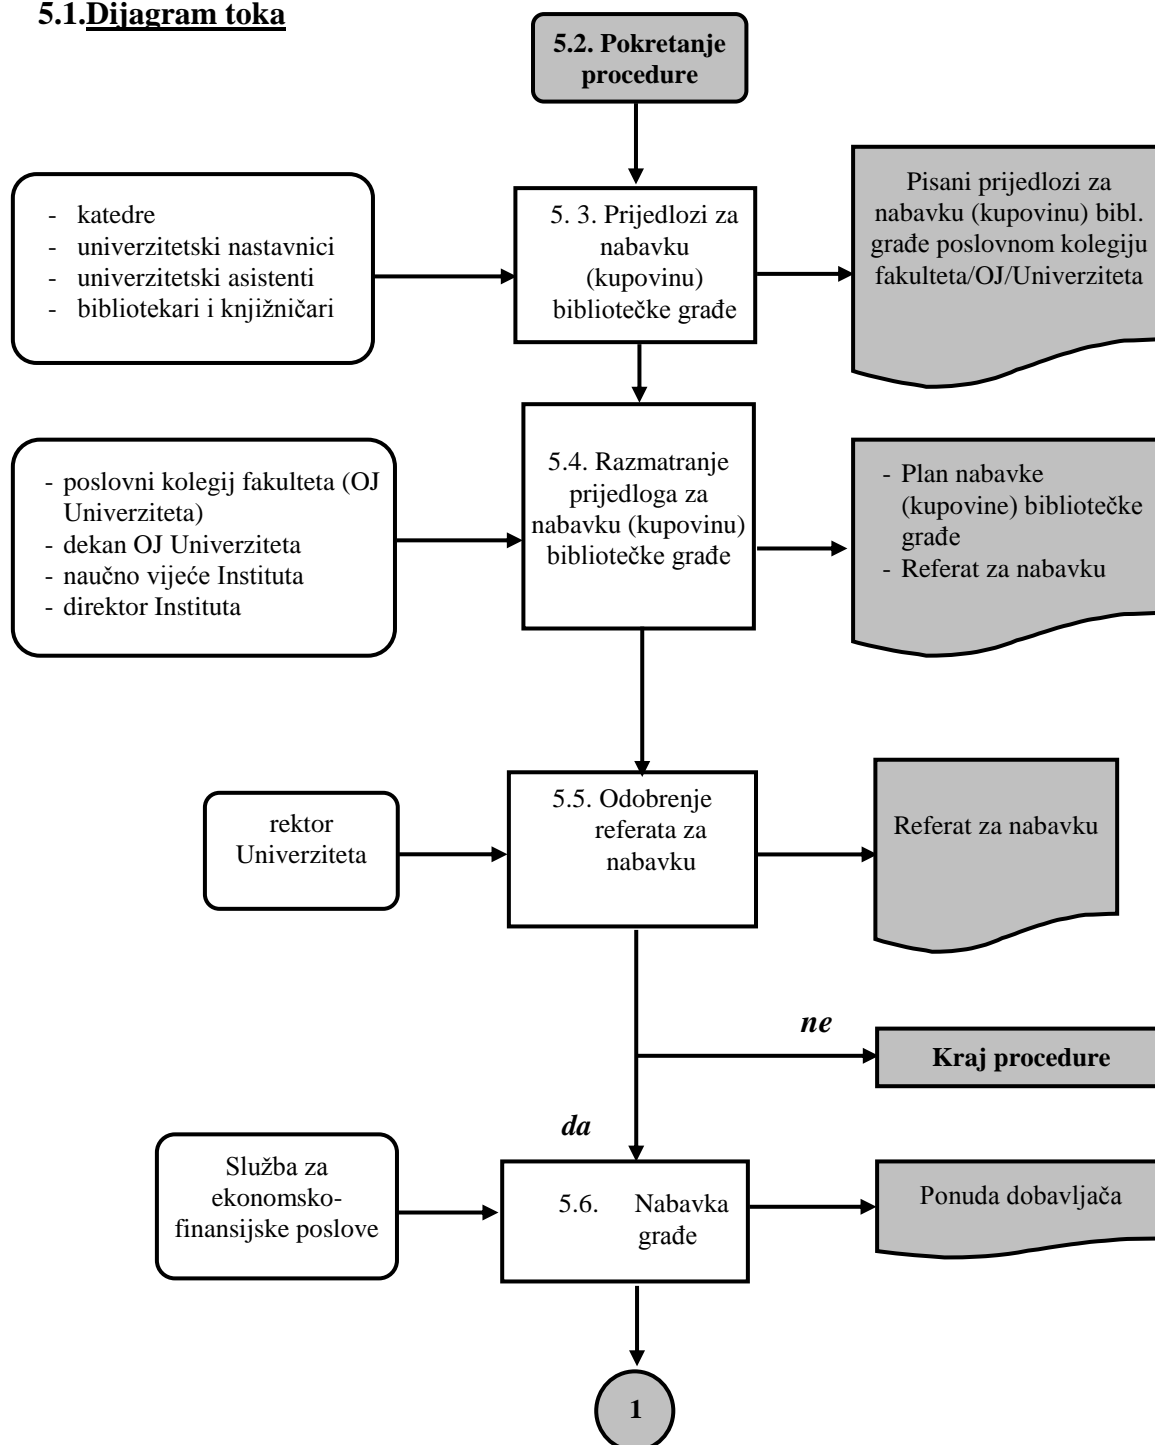 5.1.Dijagram toka
5.2. Pokretanje
procedure
- katedre
- univerzitetski nastavnici
- univerzitetski asistenti
- bibliotekari i knjižničari
5. 3. Prijedlozi za
nabavku
(kupovinu)
bibliotečke građe
Pisani prijedlozi za
nabavku (kupovinu) bibl.
građe poslovnom kolegiju
fakulteta/OJ/Univerziteta
- poslovni kolegij fakulteta (OJ
Univerziteta)
- dekan OJ Univerziteta
- naučno vijeće Instituta
- direktor Instituta
5.4. Razmatranje
prijedloga za
nabavku (kupovinu)
bibliotečke građe
- Plan nabavke
(kupovine) bibliotečke
građe
- Referat za nabavku
rektor
Univerziteta
5.5. Odobrenje
referata za
nabavku
Referat za nabavku
ne
Kraj procedure
da
Služba za
ekonomsko-
finansijske poslove
5.6. Nabavka
građe
Ponuda dobavljača
1